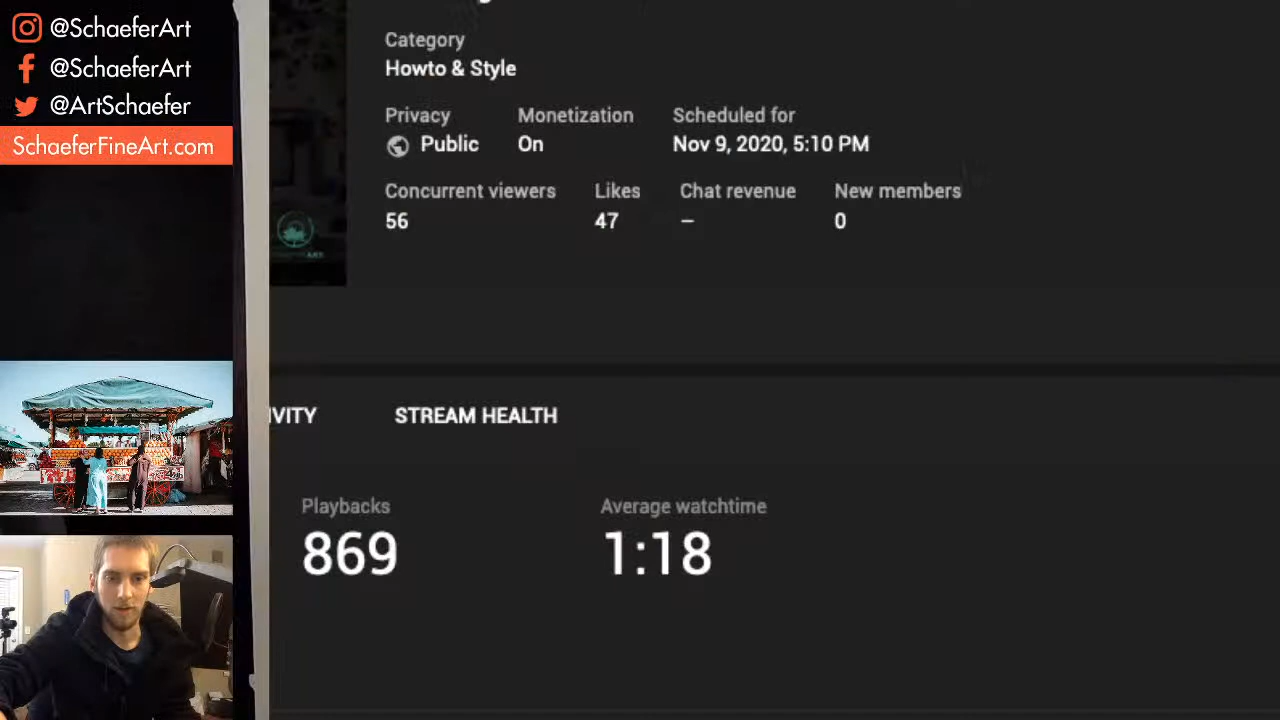 @SchaeferArt
@SchaeferArt
@ArtSchaefer
SchaeferFineArt.com
Category
Howto & Style
Privacy
Monetization
Scheduled for
Public
On
Nov 9, 2020, 5:10 PM
Concurrent viewers
Likes
Chat revenue
New members
56
47
–
0
IVITY
STREAM HEALTH
Playbacks
Average watchtime
869
1:18